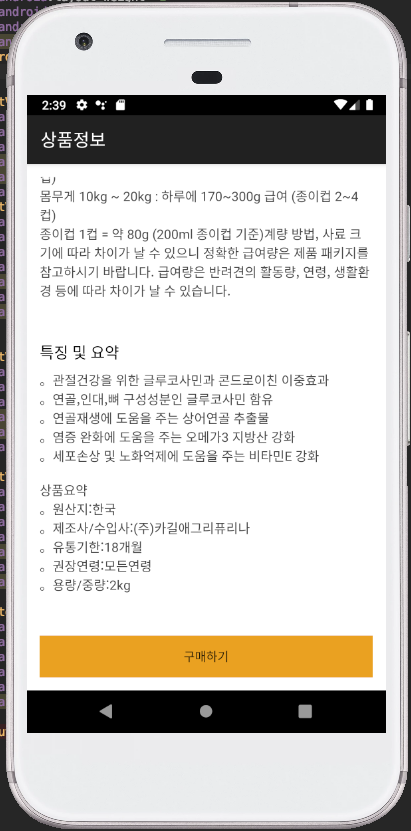 2:39
상품정보
컵)
몸무게 10kg ~ 20kg : 하루에 170~300g 급여 (종이컵 2~4
컵)
종이컵 1컵 = 약 80g (200ml 종이컵 기준)계량 방법, 사료 크
기에 따라 차이가 날 수 있으니 정확한 급여량은 제품 패키지를
참고하시기 바랍니다. 급여량은 반려견의 활동량, 연령, 생활환
경 등에 따라 차이가 날 수 있습니다.
특징 및 요약
。관절건강을 위한 글루코사민과 콘드로이친 이중효과
。연골,인대,뼈 구성성분인 글루코사민 함유
。연골재생에 도움을 주는 상어연골 추출물
。염증 완화에 도움을 주는 오메가3 지방산 강화
。세포손상 및 노화억제에 도움을 주는 비타민E 강화
상품요약
。원산지:한국
。제조사/수입사:(주)카길애그리퓨리나
。유통기한:18개월
。권장연령:모든연령
。용량/중량:2kg
구매하기